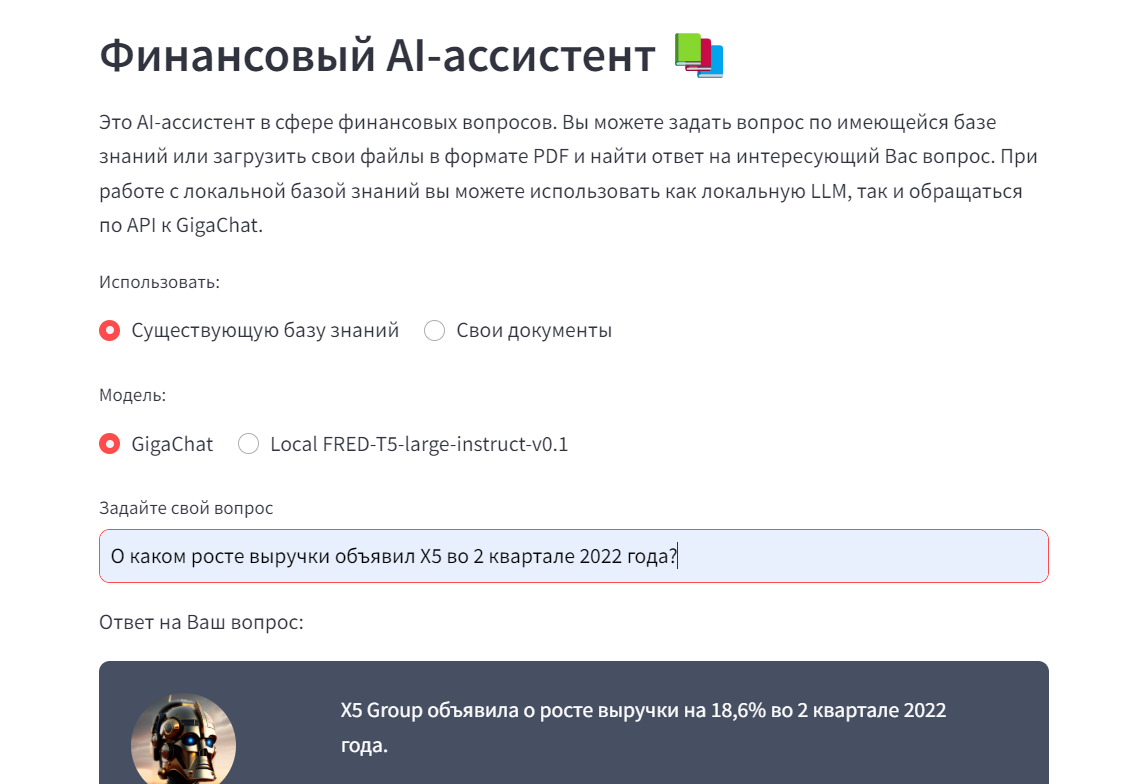 Финансовый AI-ассистент
Это AI-ассистент в сфере финансовых вопросов. Вы можете задать вопрос по имеющейся базе
знаний или загрузить свои файлы в формате PDF и найти ответ на интересующий Вас вопрос. При
работе с локальной базой знаний вы можете использовать как локальную LLM, так и обращаться
по API к GigaChat.
Использовать:
Существующую базу знаний Свои документы
Модель:
GigaChat Local FRED-T5-large-instruct-v0.1
Задайте свой вопрос
О каком росте выручки объявил X5 во 2 квартале 2022 года?
Ответ на Ваш вопрос:
X5 Group объявила о росте выручки на 18,6% во 2 квартале 2022
года.